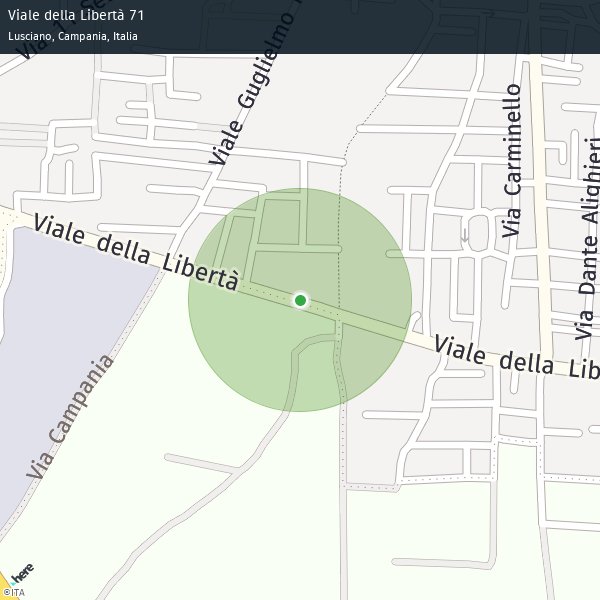 Viale della Libertà 71
Lusciano, Campania, Italia
Viale Guglielmo
Via Carminello
Via Dante Alighieri
Viale della Libertà
Viale della Lib
Via Campania
here
©ITA